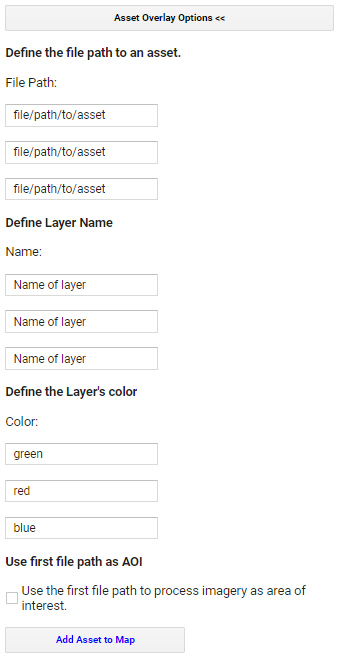 Asset Overlay Options <<
Define the file path to an asset.
File Path:
file/path/to/asset
file/path/to/asset
file/path/to/asset
Define Layer Name
Name:
Name of layer
Name of layer
Name of layer
Define the Layer's color
Color:
green
red
blue
Use first file path as AOI
Use the first file path to process imagery as area of
interest.
Add Asset to Map